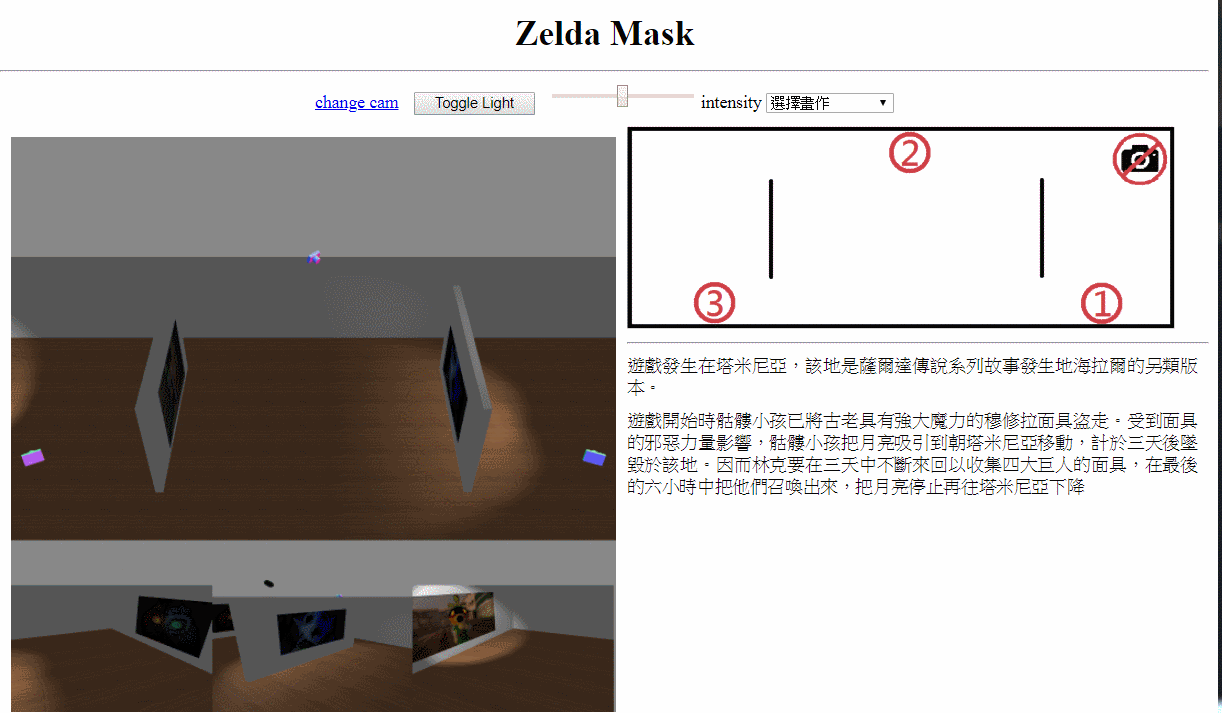 Zelda Mask
change cam Toggle Light intensity 選擇畫作
②
③ ①
遊戲發生在塔米尼亞，該地是薩爾達傳說系列故事發生地海拉爾的另類版
本。
遊戲開始時骷髏小孩已將古老具有強大魔力的穆修拉面具盜走。受到面具
的邪惡力量影響，骷髏小孩把月亮吸引到朝塔米尼亞移動，計於三天後墜
毀於該地。因而林克要在三天中不斷來回以收集四大巨人的面具，在最後
的六小時中把他們召喚出來，把月亮停止再往塔米尼亞下降